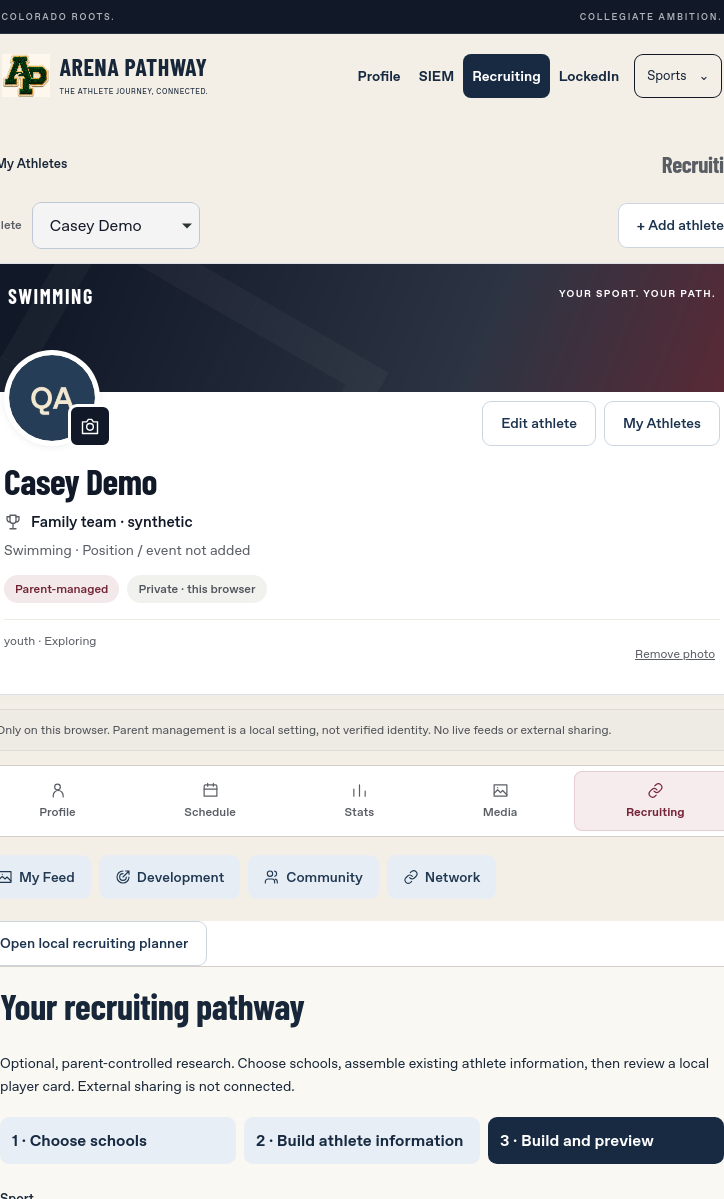 COLORADO ROOTS. COLLEGIATE AMBITION.
AP ARENA PATHWAY
THE ATHLETE JOURNEY, CONNECTED.
Profile SIEM Recruiting LockedIn Sports
My Athletes Recruiti
lete Casey Demo + Add athlete
SWIMMING YOUR SPORT. YOUR PATH.
QA
Edit athlete My Athletes
Casey Demo
Family team · synthetic
Swimming · Position / event not added
Parent-managed Private · this browser
youth · Exploring
Remove photo
Only on this browser. Parent management is a local setting, not verified identity. No live feeds or external sharing.
Profile Schedule Stats Media Recruiting
My Feed Development Community Network
Open local recruiting planner
Your recruiting pathway
Optional, parent-controlled research. Choose schools, assemble existing athlete information, then review a local
player card. External sharing is not connected.
1 · Choose schools 2 · Build athlete information 3 · Build and preview
Sport